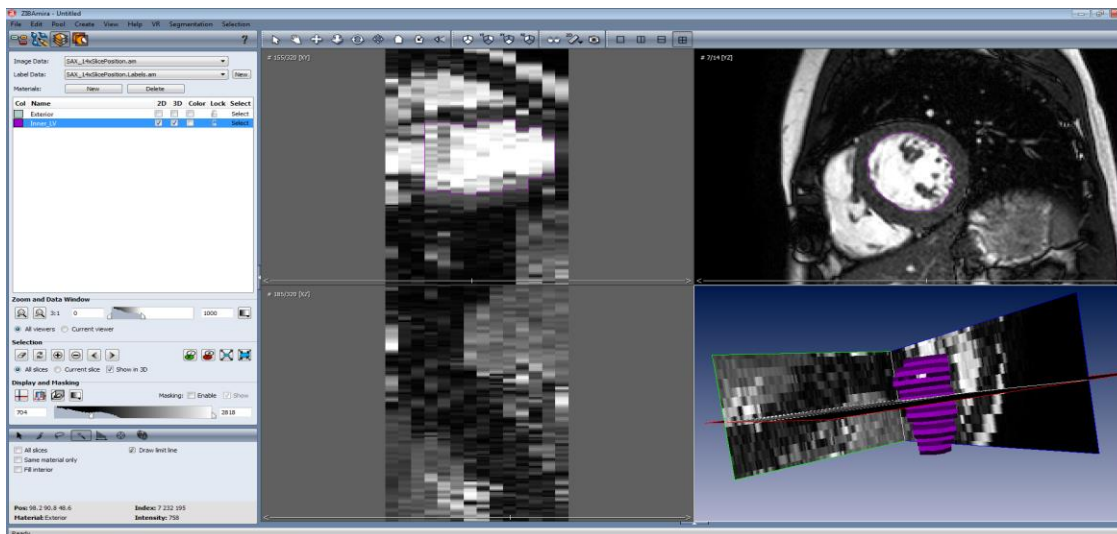 ZIBAmira - Untitled
File Edit Pool Create View Help VR Segmentation Selection
?
Image Data: SAX_14xSlicePosition.am
Label Data: SAX_14xSlicePosition.Labels.am New
Materials: New Delete
Col Name 2D 3D Color Lock Select
Exterior Select
Inner_LV Select
Zoom and Data Window
3:1 0 1000
All viewers Current viewer
Selection
All slices Current slice Show in 3D
Display and Masking
Masking: Enable Show
704 2818
All slices Draw limit line
Same material only
Fill interior
Pos: 98.2 90.8 48.6 Index: 7 232 195
Material: Exterior Intensity: 758
Ready
# 155/320 [XY]
# 7/14 [YZ]
# 185/320 [XZ]